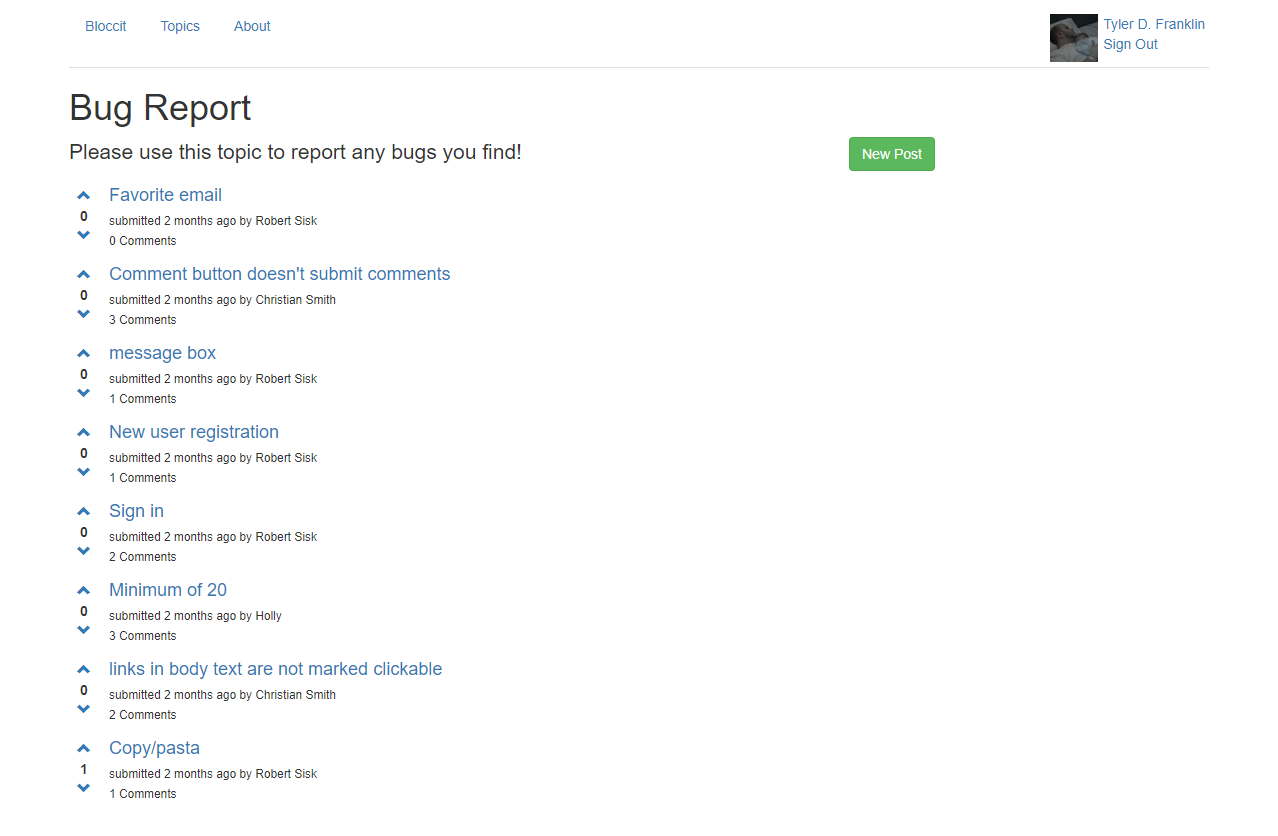 Bloccit Topics About
Tyler D. Franklin
Sign Out
Bug Report
Please use this topic to report any bugs you find!
New Post
Favorite email
0
submitted 2 months ago by Robert Sisk
0 Comments
Comment button doesn't submit comments
0
submitted 2 months ago by Christian Smith
3 Comments
message box
0
submitted 2 months ago by Robert Sisk
1 Comments
New user registration
0
submitted 2 months ago by Robert Sisk
1 Comments
Sign in
0
submitted 2 months ago by Robert Sisk
2 Comments
Minimum of 20
0
submitted 2 months ago by Holly
3 Comments
links in body text are not marked clickable
0
submitted 2 months ago by Christian Smith
2 Comments
Copy/pasta
1
submitted 2 months ago by Robert Sisk
1 Comments